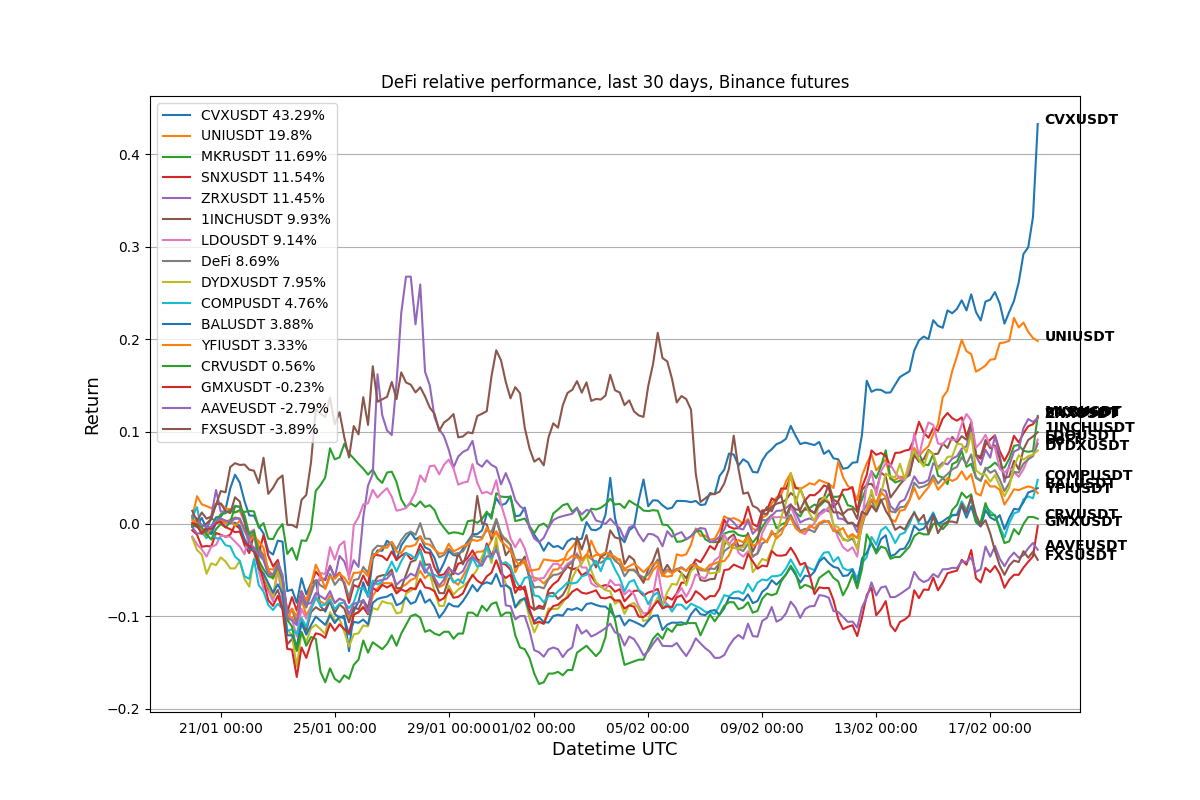 DeFi relative performance, last 30 days, Binance futures
CVXUSDT 43.29%
UNIUSDT 19.8%
MKRUSDT 11.69%
SNXUSDT 11.54%
ZRXUSDT 11.45%
1INCHUSDT 9.93%
LDOUSDT 9.14%
DeFi 8.69%
DYDXUSDT 7.95%
COMPUSDT 4.76%
BALUSDT 3.88%
YFIUSDT 3.33%
CRVUSDT 0.56%
GMXUSDT -0.23%
AAVEUSDT -2.79%
FXSUSDT -3.89%
0.4
0.3
0.2
0.1
0.0
−0.1
−0.2
Return
CVXUSDT
UNIUSDT
1INCHUSDT
DYDXUSDT
COMPUSDT
BALUSDT
YFIUSDT
CRVUSDT
GMXUSDT
AAVEUSDT
FXSUSDT
21/01 00:00
25/01 00:00
29/01 00:00
01/02 00:00
05/02 00:00
09/02 00:00
13/02 00:00
17/02 00:00
Datetime UTC